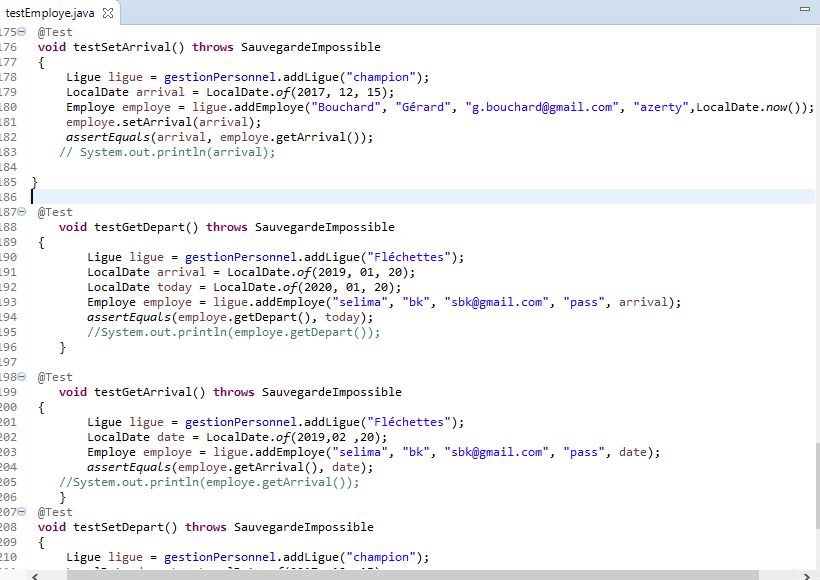 testEmploye.java
175 @Test
176 void testSetArrival() throws SauvegardeImpossible
177 {
178 Ligue ligue = gestionPersonnel.addLigue("champion");
179 LocalDate arrival = LocalDate.of(2017, 12, 15);
180 Employe employe = ligue.addEmploye("Bouchard", "Gérard", "g.bouchard@gmail.com", "azerty",LocalDate.now());
181 employe.setArrival(arrival);
182 assertEquals(arrival, employe.getArrival());
183 // System.out.println(arrival);
184
185 }
186
187 @Test
188 void testGetDepart() throws SauvegardeImpossible
189 {
190 Ligue ligue = gestionPersonnel.addLigue("Fléchettes");
191 LocalDate arrival = LocalDate.of(2019, 01, 20);
192 LocalDate today = LocalDate.of(2020, 01, 20);
193 Employe employe = ligue.addEmploye("selima", "bk", "sbk@gmail.com", "pass", arrival);
194 assertEquals(employe.getDepart(), today);
195 //System.out.println(employe.getDepart());
196 }
197
198 @Test
199 void testGetArrival() throws SauvegardeImpossible
200 {
201 Ligue ligue = gestionPersonnel.addLigue("Fléchettes");
202 LocalDate date = LocalDate.of(2019,02 ,20);
203 Employe employe = ligue.addEmploye("selima", "bk", "sbk@gmail.com", "pass", date);
204 assertEquals(employe.getArrival(), date);
205 //System.out.println(employe.getArrival());
206 }
207 @Test
208 void testSetDepart() throws SauvegardeImpossible
209 {
210 Ligue ligue = gestionPersonnel.addLigue("champion");